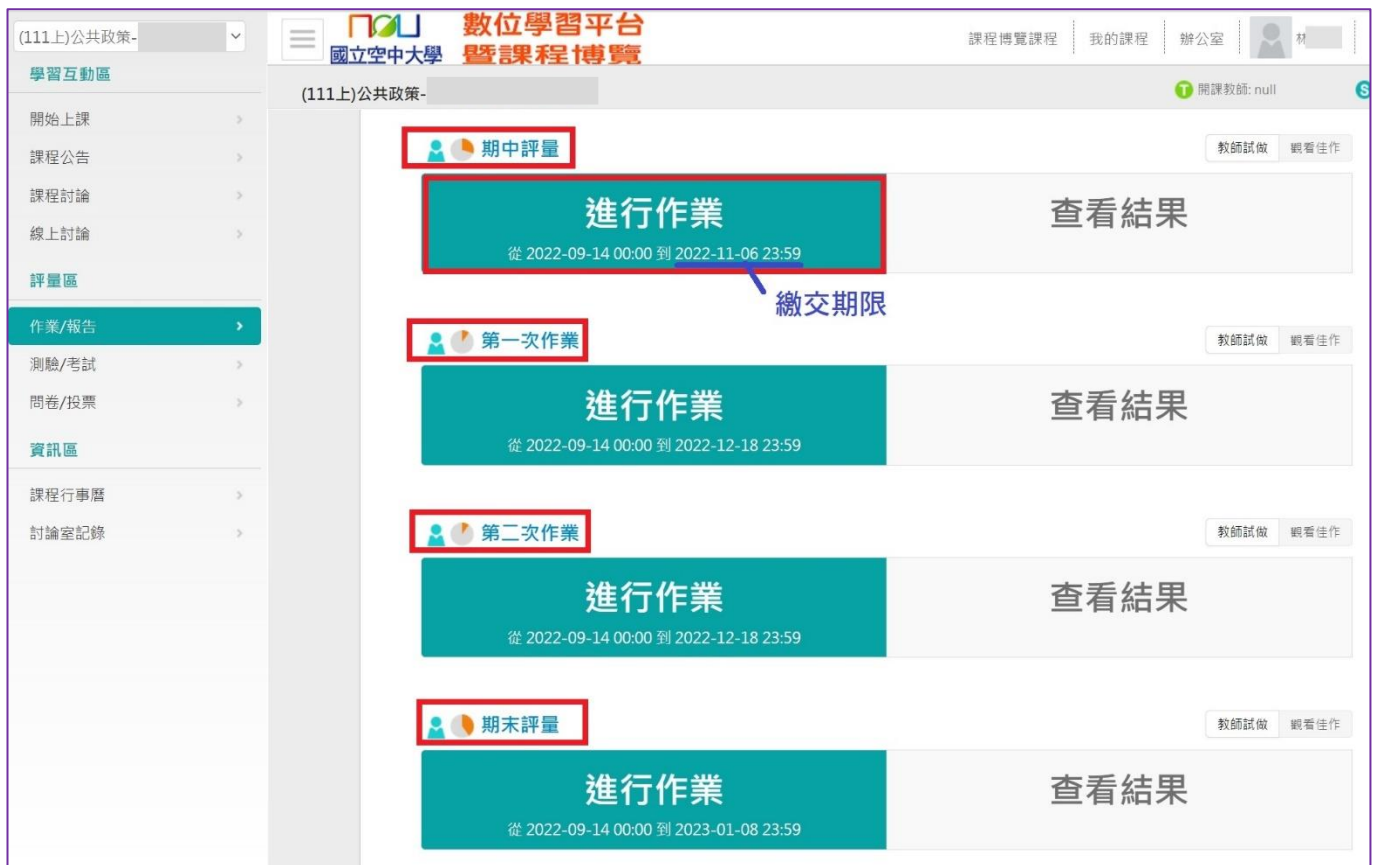 (111上)公共政策-
學習互動區
開始上課
課程公告
課程討論
線上討論
評量區
作業/報告
測驗/考試
問卷/投票
資訊區
課程行事曆
討論室記錄
nou
國立空中大學
數位學習平台
暨課程博覽
課程博覽課程
我的課程
辦公室
林
(111上)公共政策-
T 開課教師: null
S
期中評量
教師試做
觀看佳作
進行作業
從 2022-09-14 00:00 到 2022-11-06 23:59
查看結果
繳交期限
第一次作業
教師試做
觀看佳作
進行作業
從 2022-09-14 00:00 到 2022-12-18 23:59
查看結果
第二次作業
教師試做
觀看佳作
進行作業
從 2022-09-14 00:00 到 2022-12-18 23:59
查看結果
期末評量
教師試做
觀看佳作
進行作業
從 2022-09-14 00:00 到 2023-01-08 23:59
查看結果